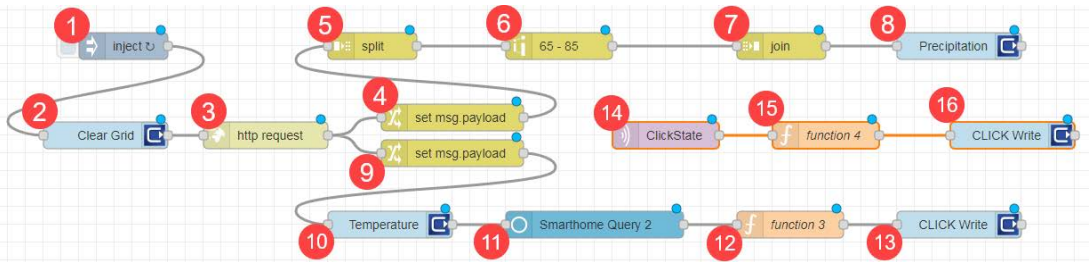 1
inject ↻
5
split
6
65 - 85
7
join
8
Precipitation
2
Clear Grid
3
http request
4
set msg.payload
9
set msg.payload
14
ClickState
15
function 4
16
CLICK Write
10
Temperature
11
Smarthome Query 2
12
function 3
13
CLICK Write